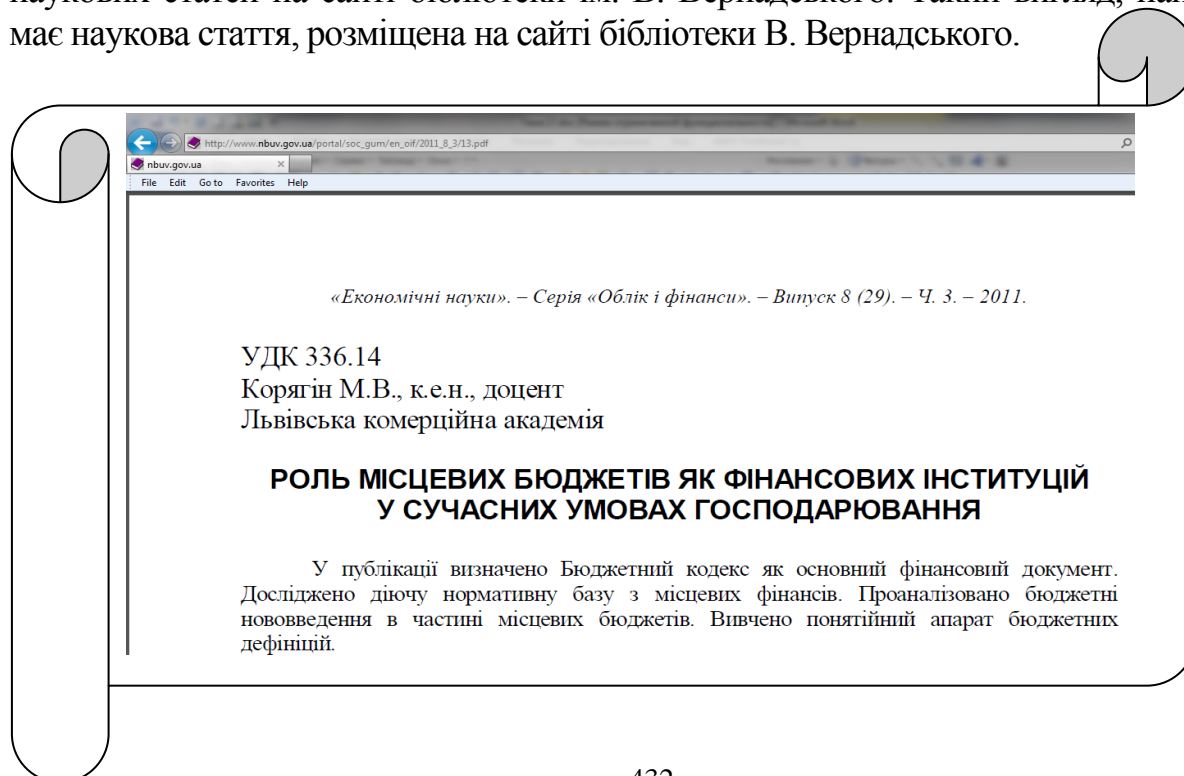 наукових статей на сайті бібліотеки ім. В. Вернадського. Такий вигляд,
має наукова стаття, розміщена на сайті бібліотеки В. Вернадського.
http://www.nbuv.gov.ua/portal/soc_gum/en_oif/2011_8_3/13.pdf
nbuv.gov.ua
File Edit Go to Favorites Help
«Економічні науки». – Серія «Облік і фінанси». – Випуск 8 (29). – Ч. 3. – 2011.
УДК 336.14
Корягін М.В., к.е.н., доцент
Львівська комерційна академія
РОЛЬ МІСЦЕВИХ БЮДЖЕТІВ ЯК ФІНАНСОВИХ ІНСТИТУЦІЙ
У СУЧАСНИХ УМОВАХ ГОСПОДАРЮВАННЯ
У публікації визначено Бюджетний кодекс як основний фінансовий документ.
Досліджено діючу нормативну базу з місцевих фінансів. Проаналізовано бюджетні
нововведення в частині місцевих бюджетів. Вивчено понятійний апарат бюджетних
дефініцій.
432